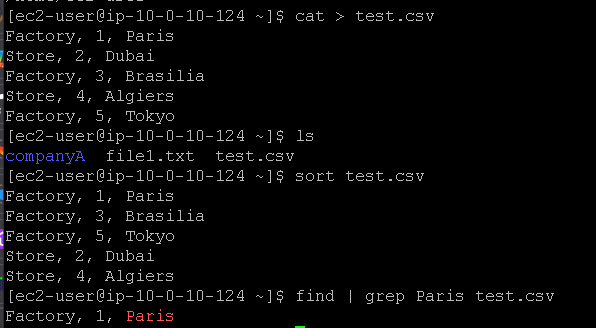 [ec2-user@ip-10-0-10-124 ~]$ cat > test.csv
Factory, 1, Paris
Store, 2, Dubai
Factory, 3, Brasilia
Store, 4, Algiers
Factory, 5, Tokyo
[ec2-user@ip-10-0-10-124 ~]$ ls
companyA  file1.txt  test.csv
[ec2-user@ip-10-0-10-124 ~]$ sort test.csv
Factory, 1, Paris
Factory, 3, Brasilia
Factory, 5, Tokyo
Store, 2, Dubai
Store, 4, Algiers
[ec2-user@ip-10-0-10-124 ~]$ find | grep Paris test.csv
Factory, 1, Paris